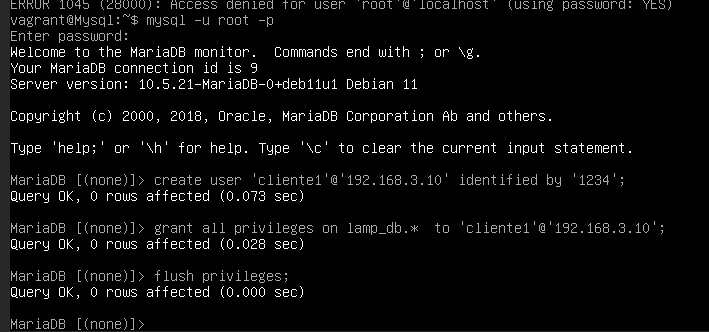 ERROR 1045 (28000): Access denied for user 'root'@'localhost' (using password: YES)
vagrant@Mysql:~$ mysql -u root -p
Enter password:
Welcome to the MariaDB monitor.  Commands end with ; or \g.
Your MariaDB connection id is 9
Server version: 10.5.21-MariaDB-0+deb11u1 Debian 11
Copyright (c) 2000, 2018, Oracle, MariaDB Corporation Ab and others.
Type 'help;' or '\h' for help. Type '\c' to clear the current input statement.
MariaDB [(none)]> create user 'cliente1'@'192.168.3.10' identified by '1234';
Query OK, 0 rows affected (0.073 sec)
MariaDB [(none)]> grant all privileges on lamp_db.*  to 'cliente1'@'192.168.3.10';
Query OK, 0 rows affected (0.028 sec)
MariaDB [(none)]> flush privileges;
Query OK, 0 rows affected (0.000 sec)
MariaDB [(none)]>